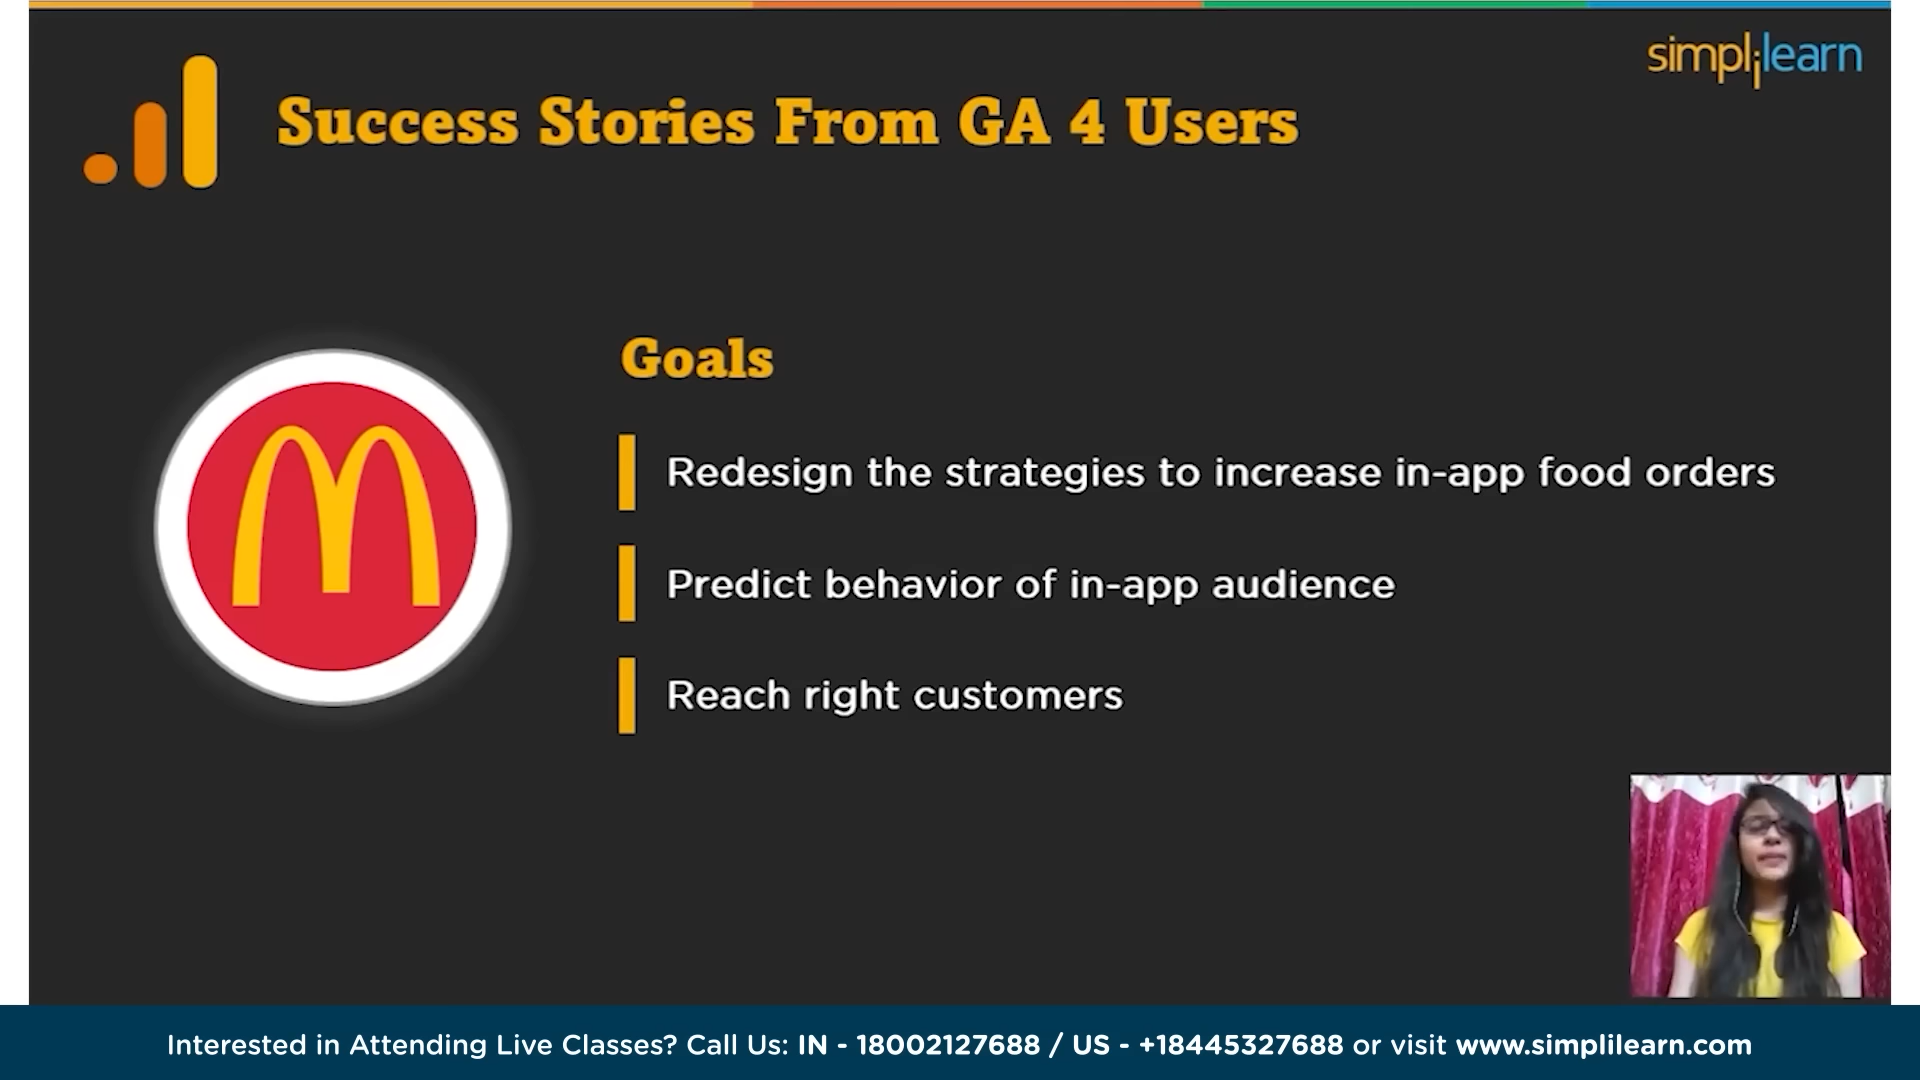 simplilearn
Success Stories From GA 4 Users
Goals
Redesign the strategies to increase in-app food orders
Predict behavior of in-app audience
Reach right customers
Interested in Attending Live Classes? Call Us: IN - 18002127688 / US - +18445327688 or visit www.simplilearn.com